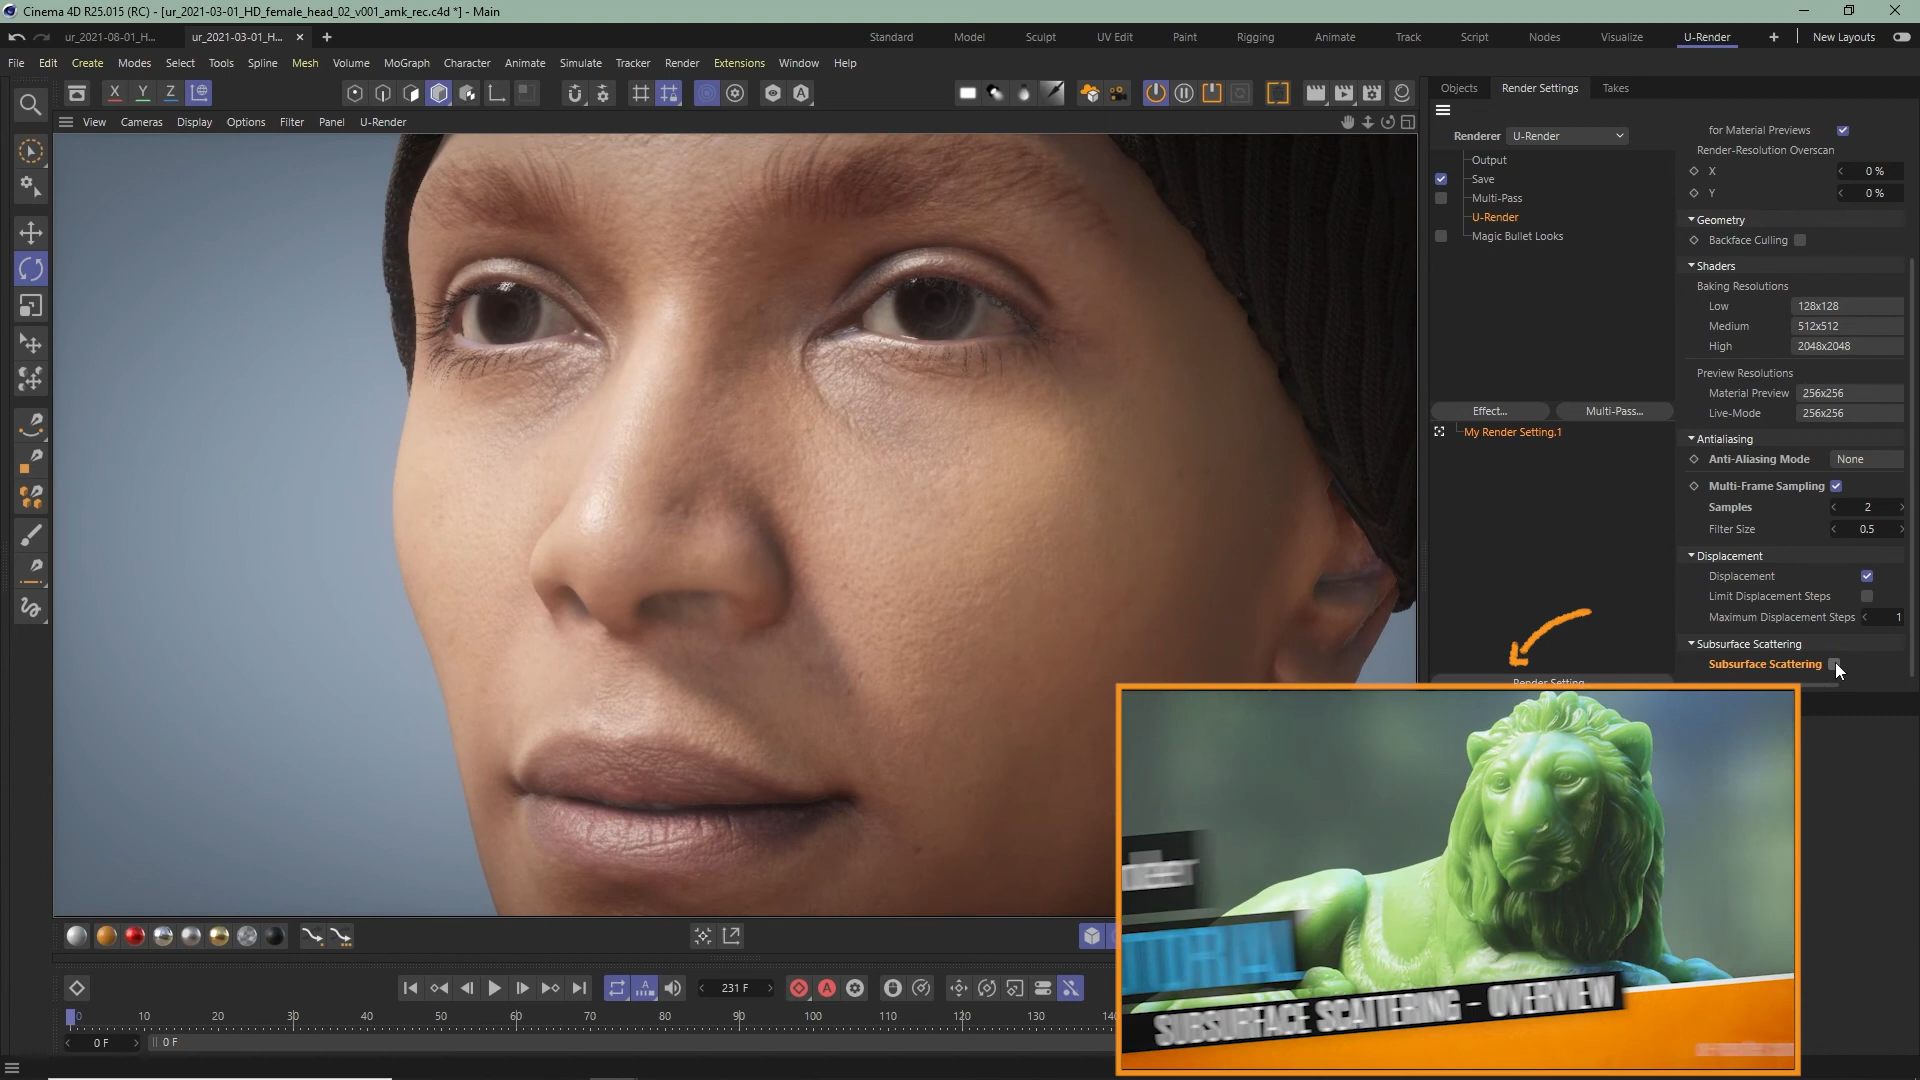 Cinema 4D R25.015 (RC) - [ur_2021-03-01_HD_female_head_02_v001_amk_rec.c4d *] - Main
ur_2021-08-01_H... ur_2021-03-01_H... Standard Model Sculpt UV Edit Paint Rigging Animate Track Script Nodes Visualize U-Render New Layouts
File Edit Create Modes Select Tools Spline Mesh Volume MoGraph Character Animate Simulate Tracker Render Extensions Window Help
X Y Z
Objects Render Settings Takes
View Cameras Display Options Filter Panel U-Render
Renderer U-Render
Output
Save
Multi-Pass
U-Render
Magic Bullet Looks
Effect... Multi-Pass...
My Render Setting.1
Render Setting
for Material Previews
Render-Resolution Overscan
X 0 %
Y 0 %
Geometry
Backface Culling
Shaders
Baking Resolutions
Low 128x128
Medium 512x512
High 2048x2048
Preview Resolutions
Material Preview 256x256
Live-Mode 256x256
Antialiasing
Anti-Aliasing Mode None
Multi-Frame Sampling
Samples 2
Filter Size 0.5
Displacement
Displacement
Limit Displacement Steps
Maximum Displacement Steps 1
Subsurface Scattering
Subsurface Scattering
SUBSURFACE SCATTERING - OVERVIEW
231 F
0 10 20 30 40 50 60 70 80 90 100 110 120 130
0 F 0 F